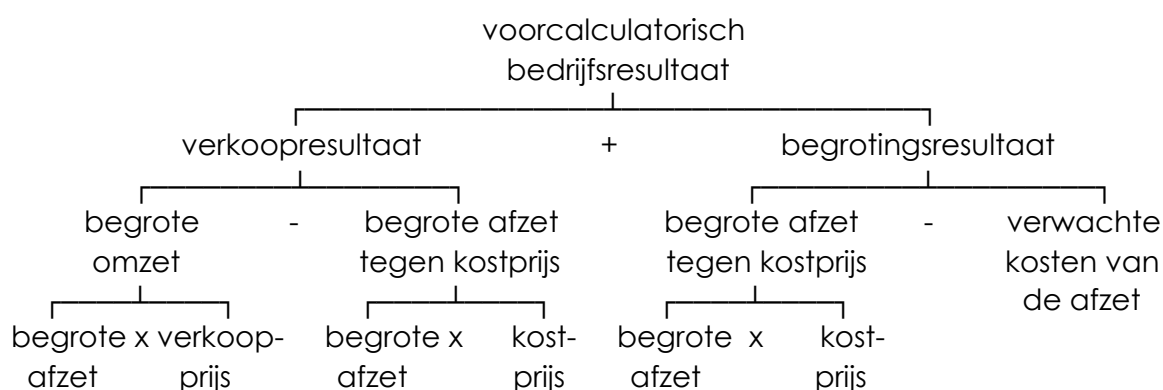 voorcalculatorisch
bedrijfsresultaat
verkoopresultaat + begrotingsresultaat
begrote - begrote afzet begrote afzet - verwachte
omzet tegen kostprijs tegen kostprijs kosten van
de afzet
begrote x verkoop- begrote x kost- begrote x kost-
afzet prijs afzet prijs afzet prijs